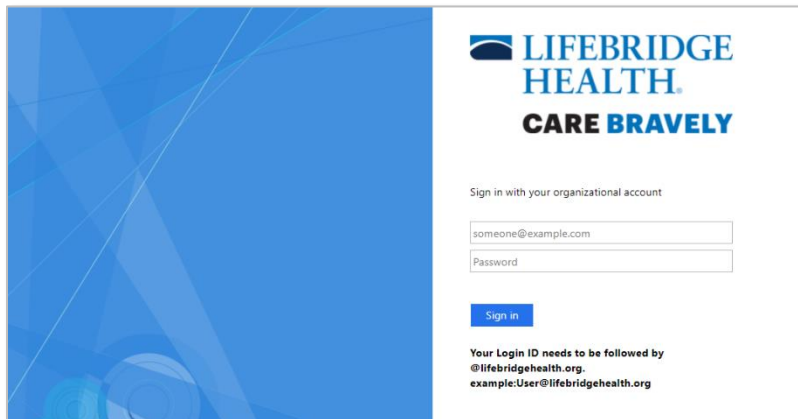 LIFEBRIDGE
HEALTH®
CARE BRAVELY
Sign in with your organizational account
someone@example.com
Password
Sign in
Your Login ID needs to be followed by
@lifebridgehealth.org.
example:User@lifebridgehealth.org